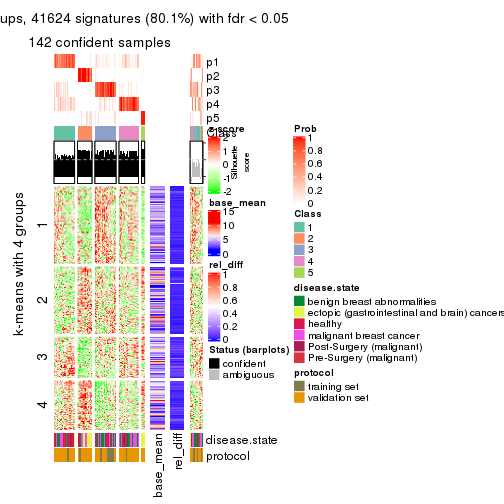 ups, 41624 signatures (80.1%) with fdr < 0.05
142 confident samples
p1
p2
p3
p4
p5
Class
z-score
2
1
0
-1
-2
Silhouette
score
k-means with 4 groups
1
2
3
4
base_mean
15
10
5
0
rel_diff
1
0.8
0.6
0.4
0.2
0
Status (barplots)
confident
ambiguous
disease.state
protocol
base_mean
rel_diff
Prob
1
0.8
0.6
0.4
0.2
0
Class
1
2
3
4
5
disease.state
benign breast abnormalities
ectopic (gastrointestinal and brain) cancers
healthy
malignant breast cancer
Post-Surgery (malignant)
Pre-Surgery (malignant)
protocol
training set
validation set